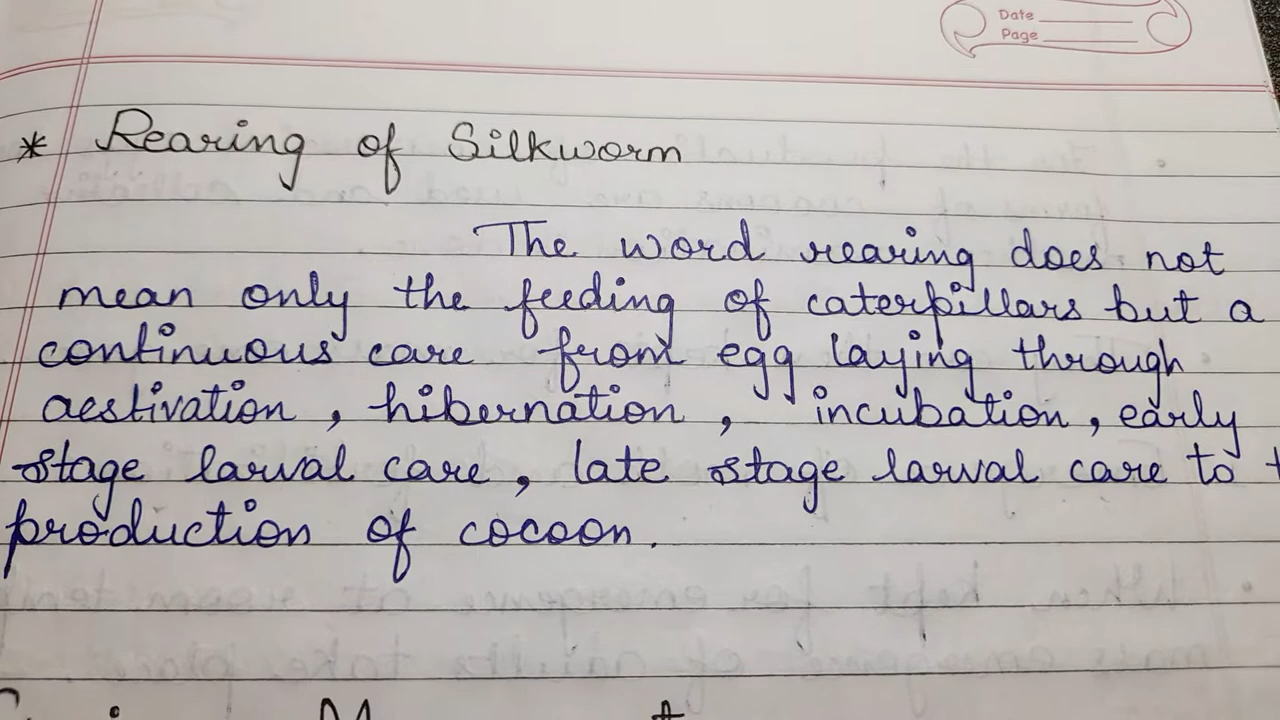 Date
Page
* Rearing of Silkworm
The word rearing does not
mean only the feeding of caterpillars but a
continuous care from egg laying through
aestivation , hibernation , incubation , early
stage larval care , late stage larval care to
production of cocoon .